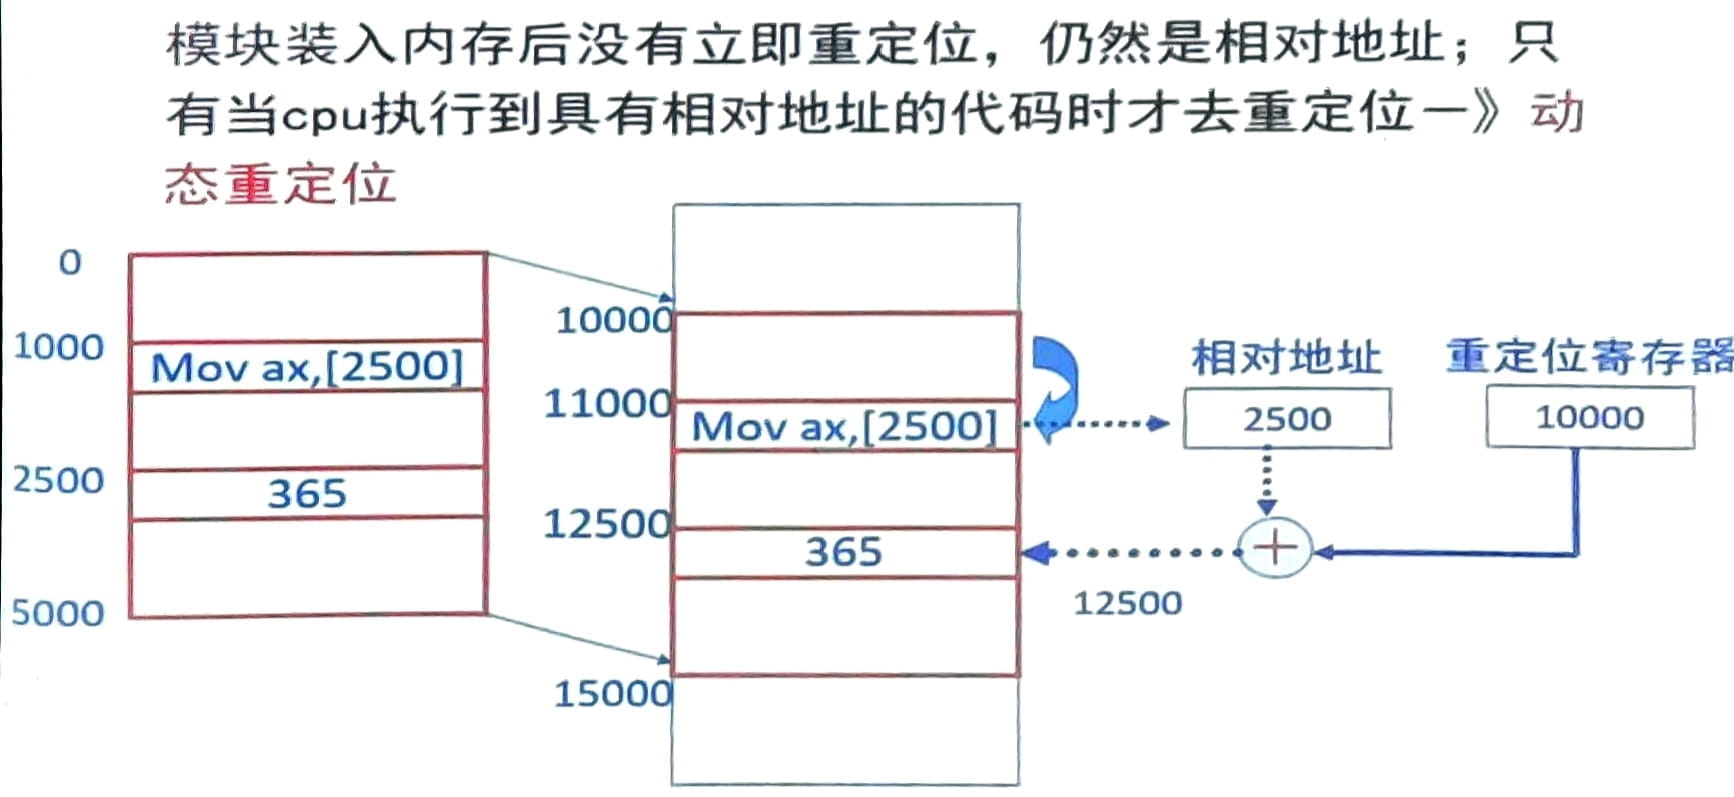 模块装入内存后没有立即重定位，仍然是相对地址；只
有当cpu执行到具有相对地址的代码时才去重定位—》动
态重定位
0
1000
Mov ax,[2500]
2500
365
5000
10000
11000
Mov ax,[2500]
12500
365
15000
相对地址
重定位寄存器
2500
10000
+
12500